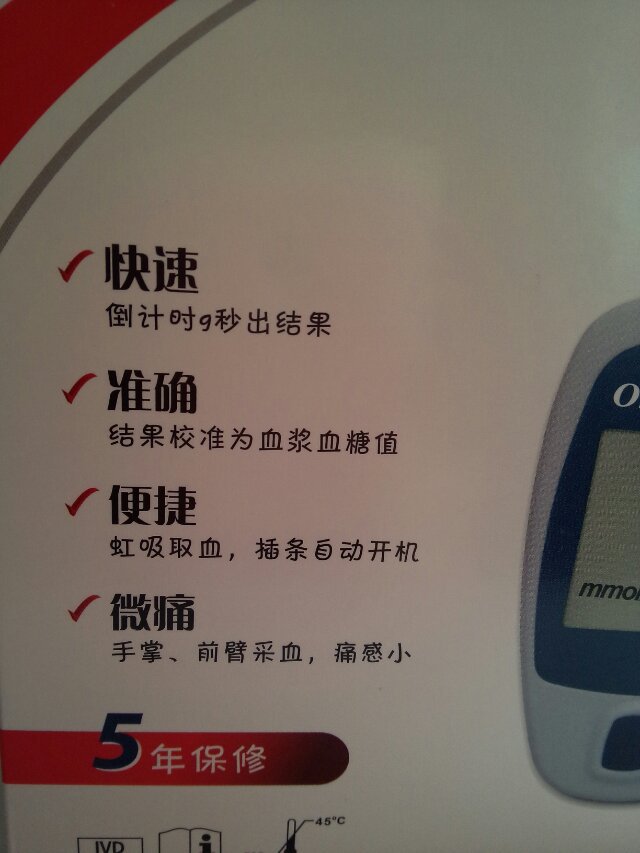 快速
倒计时9秒出结果
准确
结果校准为血浆血糖值
便捷
虹吸取血，插条自动开机
微痛
手掌、前臂采血，痛感小
5年保修
IVD
i
45°C